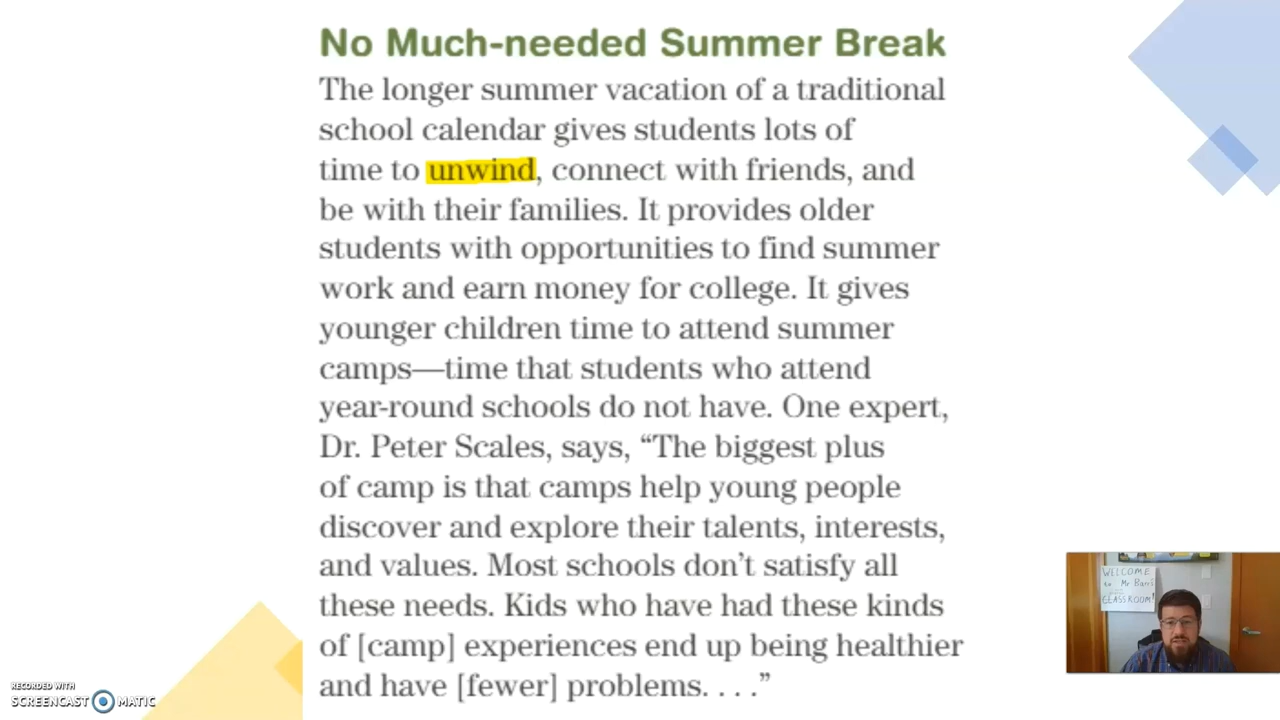 No Much-needed Summer Break
The longer summer vacation of a traditional
school calendar gives students lots of
time to unwind, connect with friends, and
be with their families. It provides older
students with opportunities to find summer
work and earn money for college. It gives
younger children time to attend summer
camps—time that students who attend
year-round schools do not have. One expert,
Dr. Peter Scales, says, “The biggest plus
of camp is that camps help young people
discover and explore their talents, interests,
and values. Most schools don’t satisfy all
these needs. Kids who have had these kinds
of [camp] experiences end up being healthier
and have [fewer] problems. . . .”
WELCOME
to Mr Barr's
CLASSROOM!
RECORDED WITH
SCREENCAST MATIC